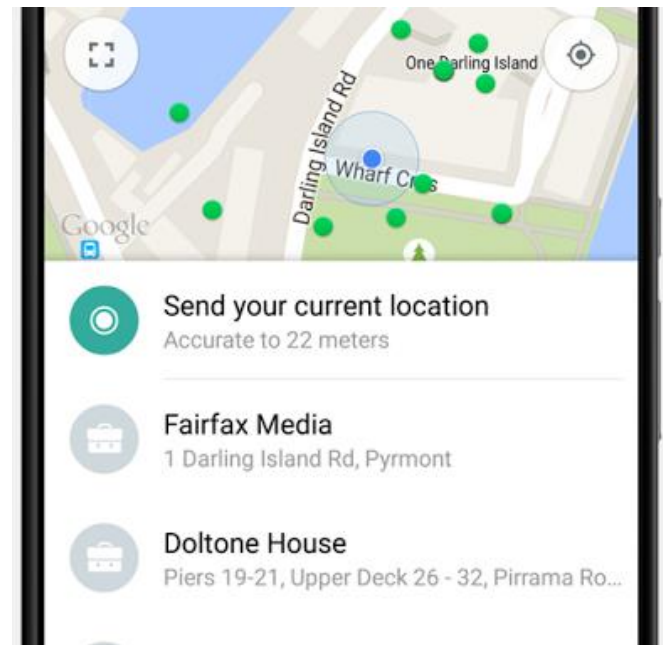 One Darling Island
Darling Island Rd
Wharf Cres
Google
Send your current location
Accurate to 22 meters
Fairfax Media
1 Darling Island Rd, Pyrmont
Doltone House
Piers 19-21, Upper Deck 26 - 32, Pirrama Ro...